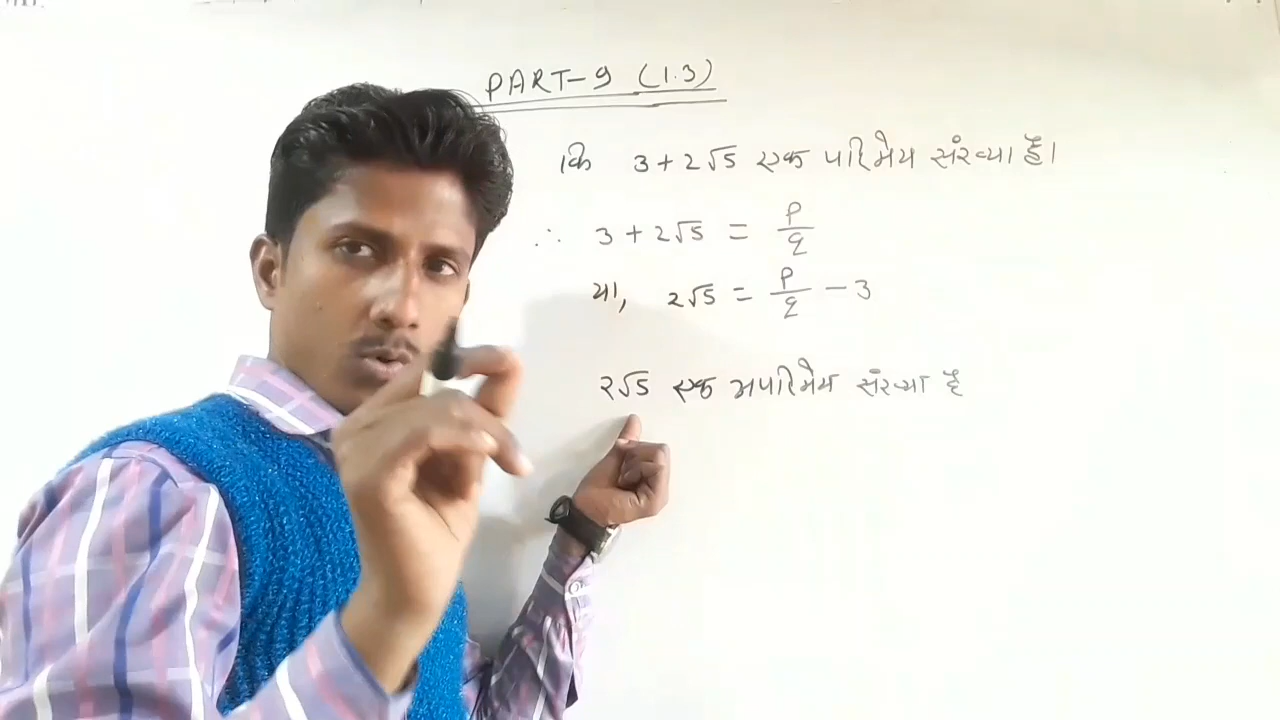 PART-9 (1.3)
कि 3 + 2√5 एक परिमेय संख्या है।
∴ 3 + 2√5 = p/q
या, 2√5 = p/q - 3
2√5 एक अपरिमेय संख्या है